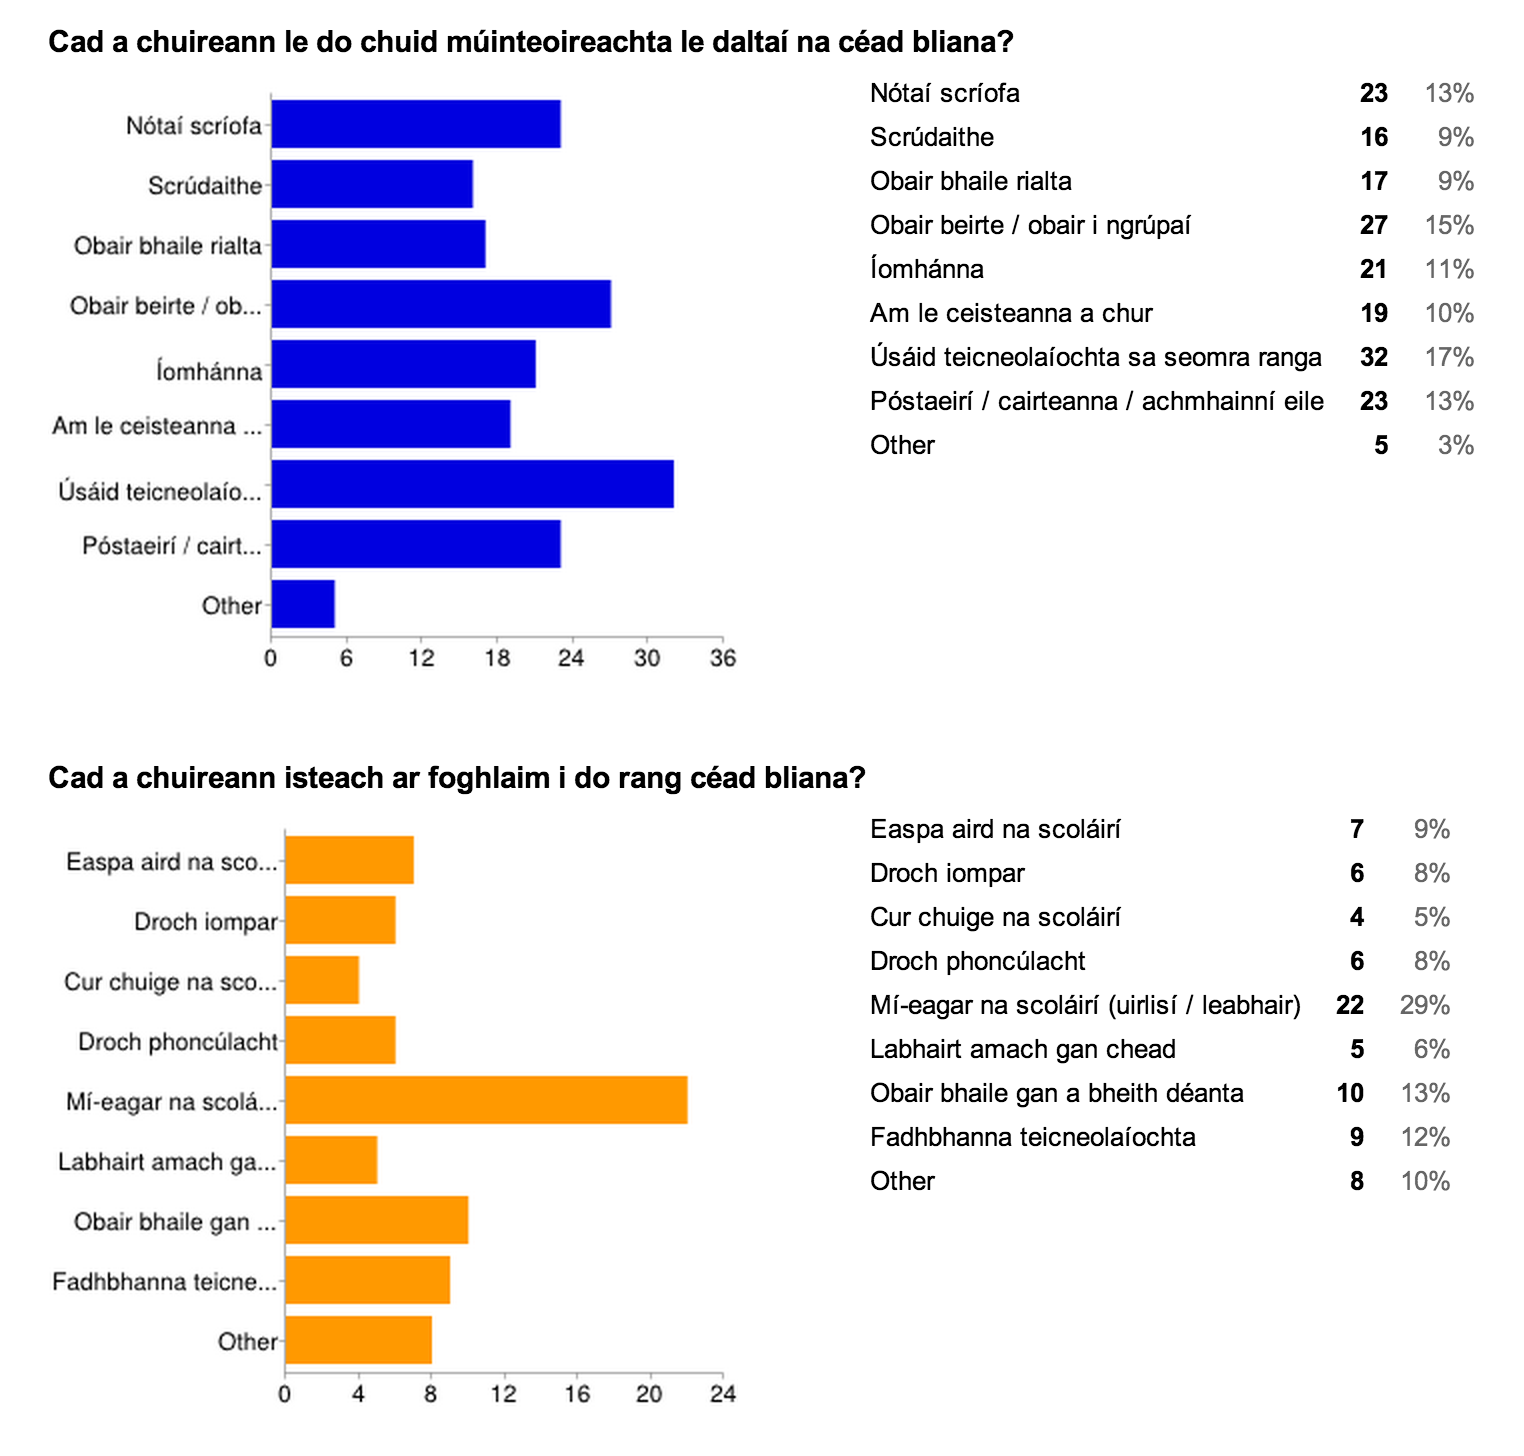 Cad a chuireann le do chuid múinteoireachta le daltaí na céad bliana?
Nótaí scríofa
Scrúdaithe
Obair bhaile rialta
Obair beirte / ob...
Íomhánna
Am le ceisteanna ...
Úsáid teicneolaío...
Póstaeirí / cairt...
Other
0 6 12 18 24 30 36
Nótaí scríofa 23 13%
Scrúdaithe 16 9%
Obair bhaile rialta 17 9%
Obair beirte / obair i ngrúpaí 27 15%
Íomhánna 21 11%
Am le ceisteanna a chur 19 10%
Úsáid teicneolaíochta sa seomra ranga 32 17%
Póstaeirí / cairteanna / achmhainní eile 23 13%
Other 5 3%
Cad a chuireann isteach ar foghlaim i do rang céad bliana?
Easpa aird na sco...
Droch iompar
Cur chuige na sco...
Droch phoncúlacht
Mí-eagar na scolá...
Labhairt amach ga...
Obair bhaile gan ...
Fadhbhanna teicne...
Other
0 4 8 12 16 20 24
Easpa aird na scoláirí 7 9%
Droch iompar 6 8%
Cur chuige na scoláirí 4 5%
Droch phoncúlacht 6 8%
Mí-eagar na scoláirí (uirlisí / leabhair) 22 29%
Labhairt amach gan chead 5 6%
Obair bhaile gan a bheith déanta 10 13%
Fadhbhanna teicneolaíochta 9 12%
Other 8 10%